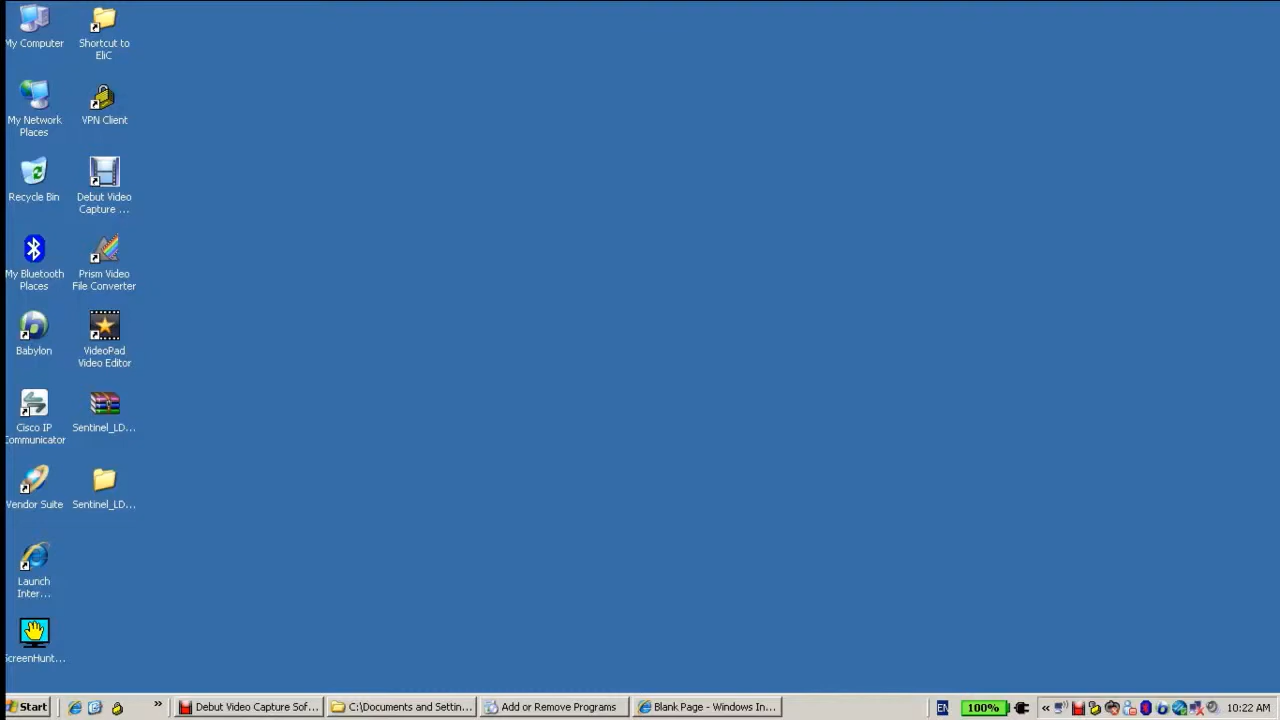 My Computer
Shortcut to
EliC
My Network
Places
VPN Client
Recycle Bin
Debut Video
Capture ...
My Bluetooth
Places
Prism Video
File Converter
Babylon
VideoPad
Video Editor
Cisco IP
Communicator
Sentinel_LD...
Vendor Suite
Sentinel_LD...
Launch
Inter...
ScreenHunt...
Start
»
Debut Video Capture Sof...
C:\Documents and Settin...
Add or Remove Programs
Blank Page - Windows In...
EN
100%
«
10:22 AM